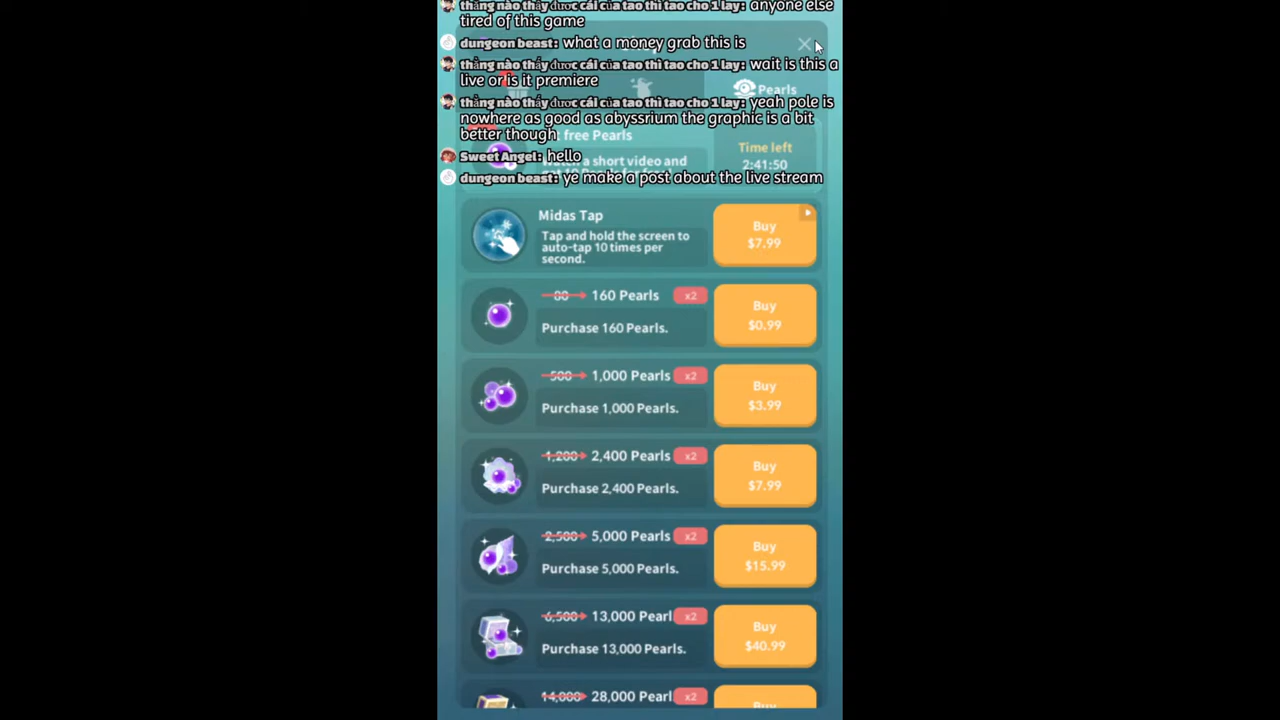 thằng nào thấy được cái của tao thì tao cho 1 lay: anyone else
tired of this game
dungeon beast: what a money grab this is
thằng nào thấy được cái của tao thì tao cho 1 lay: wait is this a
live or is it premiere
Pearls
thằng nào thấy được cái của tao thì tao cho 1 lay: yeah pole is
nowhere as good as abyssrium the graphic is a bit
better though
free Pearls
Time left
2:41:50
Sweet Angel: hello
Watch a short video and
dungeon beast: ye make a post about the live stream
Midas Tap
Tap and hold the screen to
auto-tap 10 times per
second.
Buy
$7.99
80 160 Pearls x2
Purchase 160 Pearls.
Buy
$0.99
500 1,000 Pearls x2
Purchase 1,000 Pearls.
Buy
$3.99
1,200 2,400 Pearls x2
Purchase 2,400 Pearls.
Buy
$7.99
2,500 5,000 Pearls x2
Purchase 5,000 Pearls.
Buy
$15.99
6,500 13,000 Pearl x2
Purchase 13,000 Pearls.
Buy
$40.99
14,000 28,000 Pearl x2
Buy